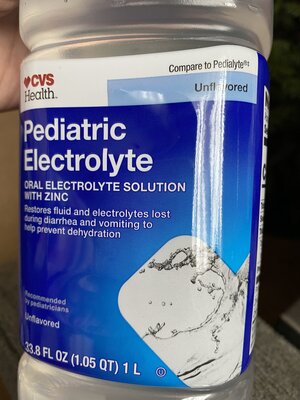 Compare to Pedialyte®‡
Unflavored
CVS
Health™
Pediatric
Electrolyte
ORAL ELECTROLYTE SOLUTION
WITH ZINC
Restores fluid and electrolytes lost
during diarrhea and vomiting to
help prevent dehydration
Recommended
by pediatricians
Unflavored
33.8 FL OZ (1.05 QT) 1 L